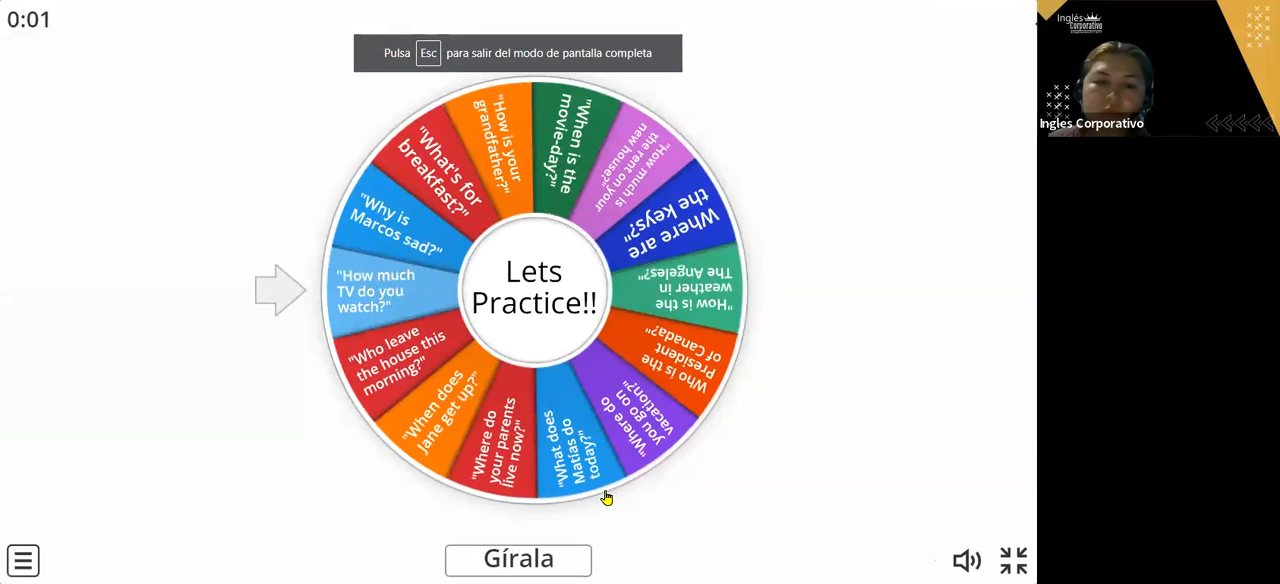 0:01
Pulsa Esc para salir del modo de pantalla completa
Inglés
Corporativo
Ingles Corporativo
"How is your
grandfather?"
"When is the
movie-day?"
"How much is
the rent on your
new house?"
Where are
the keys?"
"How is the
weather in
The Angeles?
Who is the
President
of Canada?"
"Where do
you go on
vacation?"
"What does
Matías do
today?"
"Where do
your parents
live now?"
"When does
Jane get up?"
"Who leave
the house this
morning?"
"How much
TV do you
watch?"
"Why is
Marcos sad?"
"What's for
breakfast?"
Lets
Practice!!
Gírala